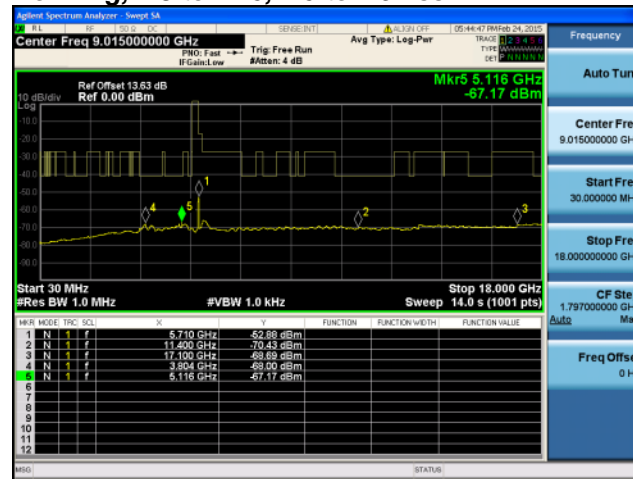 Agilent Spectrum Analyzer - Swept SA
RL RF 50 Ω DC SENSE:INT ALIGN OFF 05:44:47 PM Feb 24, 2015
Center Freq 9.015000000 GHz
PNO: Fast
IFGain:Low
Trig: Free Run
#Atten: 4 dB
Avg Type: Log-Pwr
TRACE 1 2 3 4 5 6
TYPE
DET P N N N N N
Ref Offset 13.63 dB
10 dB/div Ref 0.00 dBm
Log
Mkr5 5.116 GHz
-67.17 dBm
-10.0
-20.0
-30.0
-40.0
-50.0
-60.0
-70.0
-80.0
-90.0
1
4
5
2
3
Start 30 MHz
Stop 18.000 GHz
#Res BW 1.0 MHz #VBW 1.0 kHz Sweep 14.0 s (1001 pts)
MKR MODE TRC SCL X Y FUNCTION FUNCTION WIDTH FUNCTION VALUE
1 N 1 f 5.710 GHz -52.88 dBm
2 N 1 f 11.400 GHz -70.43 dBm
3 N 1 f 17.100 GHz -68.69 dBm
4 N 1 f 3.804 GHz -68.00 dBm
5 N 1 f 5.116 GHz -67.17 dBm
6
7
8
9
10
11
12
MSG STATUS
Frequency
Auto Tun
Center Fre
9.015000000 GH
Start Fre
30.000000 MH
Stop Fre
18.000000000 GH
CF Ste
1.797000000 GH
Auto Ma
Freq Offse
0 H